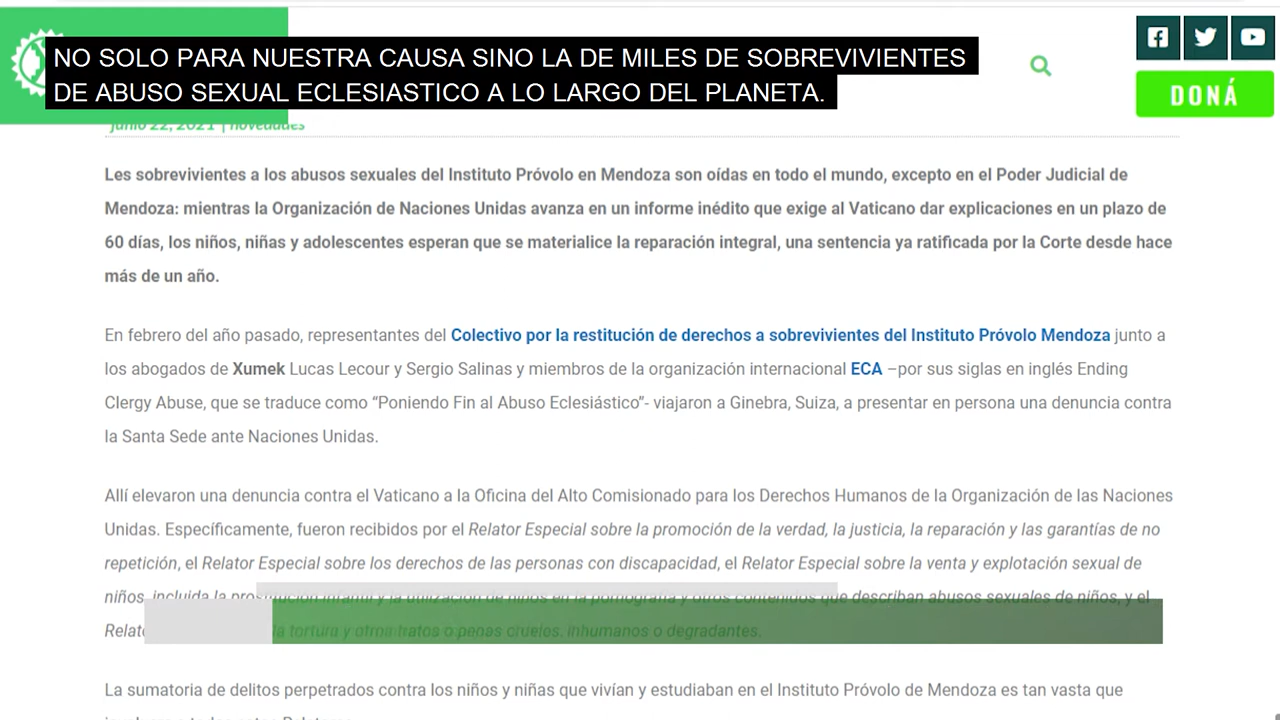 NO SOLO PARA NUESTRA CAUSA SINO LA DE MILES DE SOBREVIVIENTES
DE ABUSO SEXUAL ECLESIASTICO A LO LARGO DEL PLANETA.
DONÁ
junio 22, 2021 | novedades
Les sobrevivientes a los abusos sexuales del Instituto Próvolo en Mendoza son oídas en todo el mundo, excepto en el Poder Judicial de
Mendoza: mientras la Organización de Naciones Unidas avanza en un informe inédito que exige al Vaticano dar explicaciones en un plazo de
60 días, los niños, niñas y adolescentes esperan que se materialice la reparación integral, una sentencia ya ratificada por la Corte desde hace
más de un año.
En febrero del año pasado, representantes del Colectivo por la restitución de derechos a sobrevivientes del Instituto Próvolo Mendoza junto a
los abogados de Xumek Lucas Lecour y Sergio Salinas y miembros de la organización internacional ECA –por sus siglas en inglés Ending
Clergy Abuse, que se traduce como “Poniendo Fin al Abuso Eclesiástico”- viajaron a Ginebra, Suiza, a presentar en persona una denuncia contra
la Santa Sede ante Naciones Unidas.
Allí elevaron una denuncia contra el Vaticano a la Oficina del Alto Comisionado para los Derechos Humanos de la Organización de las Naciones
Unidas. Específicamente, fueron recibidos por el Relator Especial sobre la promoción de la verdad, la justicia, la reparación y las garantías de no
repetición, el Relator Especial sobre los derechos de las personas con discapacidad, el Relator Especial sobre la venta y explotación sexual de
niños, incluida la prostitución infantil y la utilización de niños en la pornografía y otros contenidos que describan abusos sexuales de niños, y el
la tortura y otros tratos o penas crueles, inhumanos o degradantes.
La sumatoria de delitos perpetrados contra los niños y niñas que vivían y estudiaban en el Instituto Próvolo de Mendoza es tan vasta que